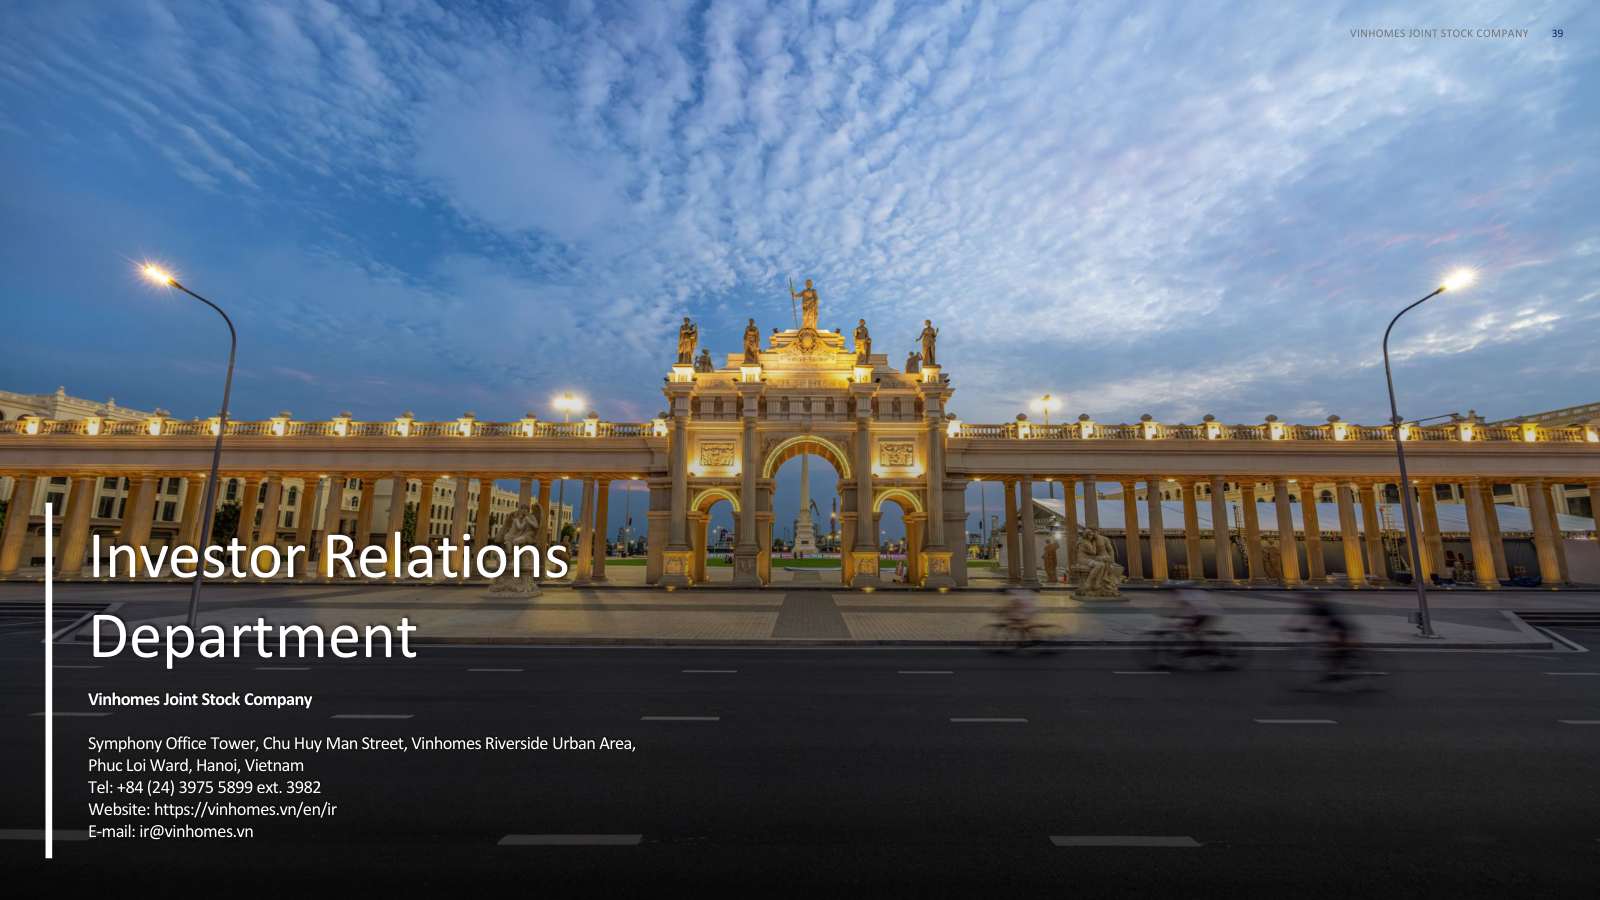 VINHOMES JOINT STOCK COMPANY 39
Investor Relations
Department
Vinhomes Joint Stock Company
Symphony Office Tower, Chu Huy Man Street, Vinhomes Riverside Urban Area,
Phuc Loi Ward, Hanoi, Vietnam
Tel: +84 (24) 3975 5899 ext. 3982
Website: https://vinhomes.vn/en/ir
E-mail: ir@vinhomes.vn